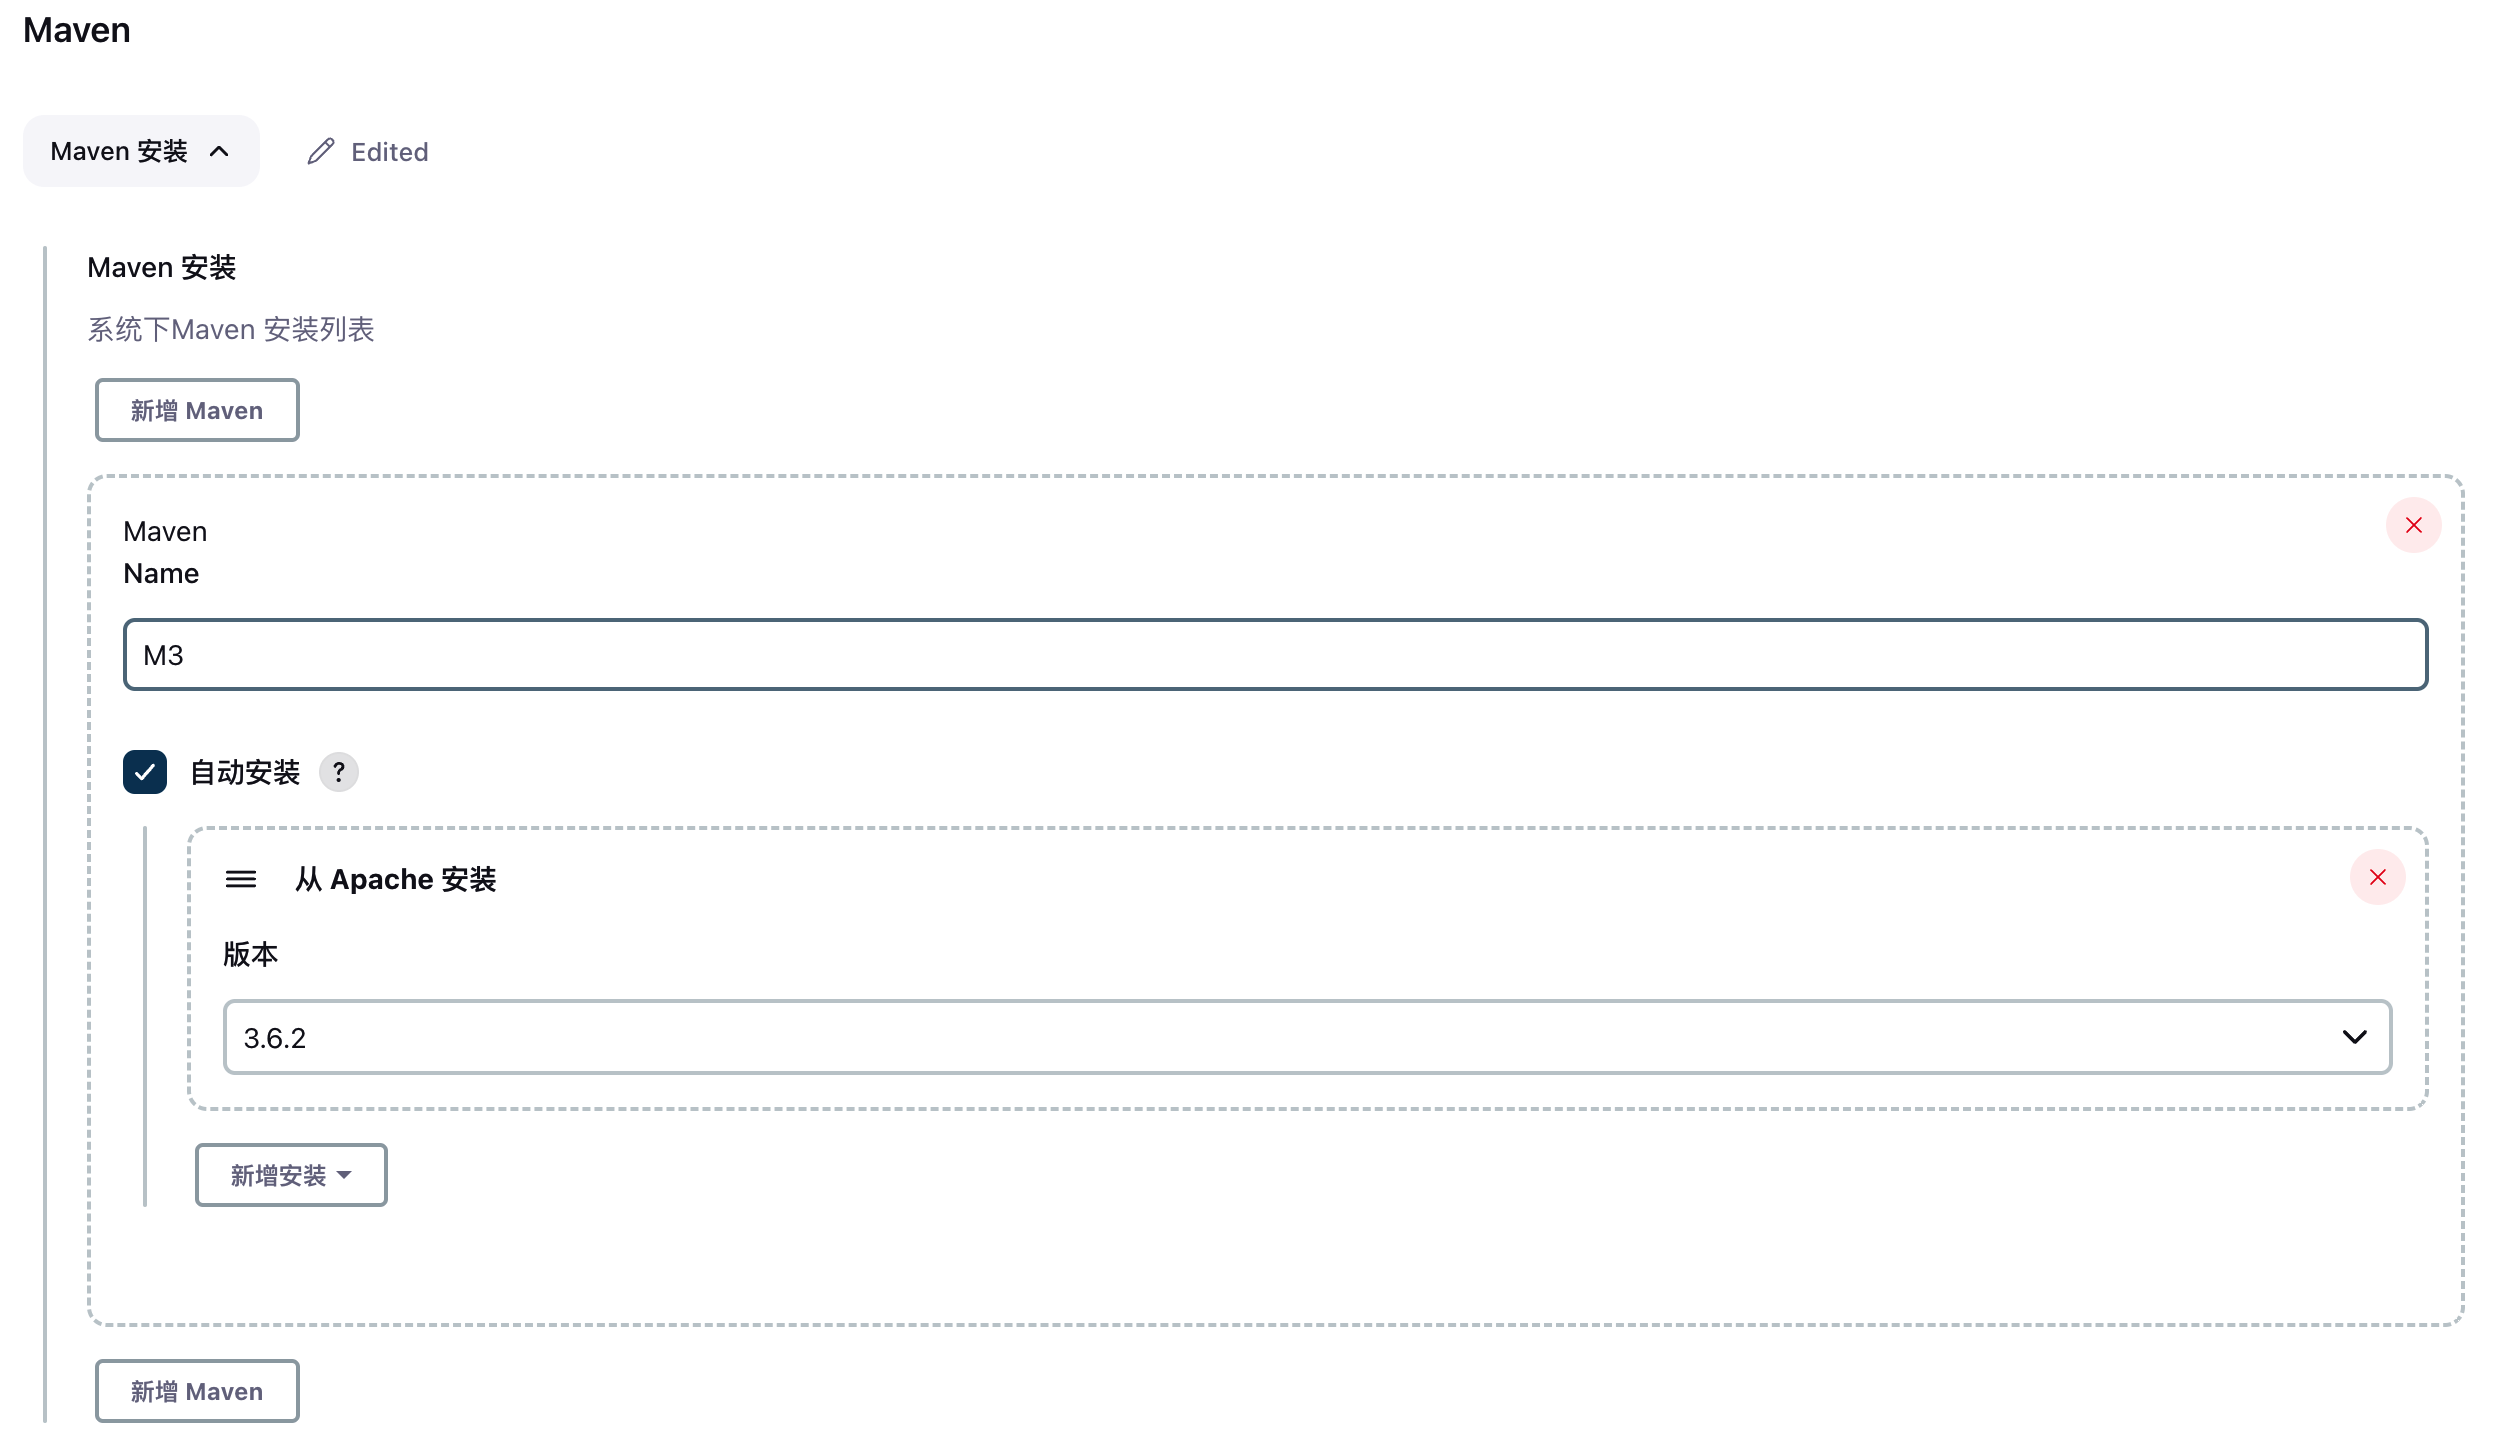 Maven
Maven 安装
Edited
Maven 安装
系统下Maven 安装列表
新增 Maven
Maven
Name
M3
自动安装 ?
从 Apache 安装
版本
3.6.2
新增安装
新增 Maven